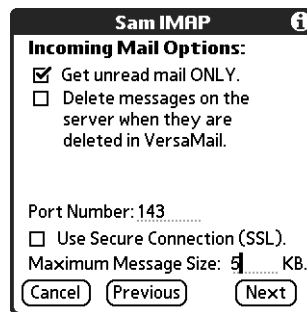 Sam IMAP
Incoming Mail Options:
Get unread mail ONLY.
Delete messages on the
server when they are
deleted in VersaMail.
Port Number: 143
Use Secure Connection (SSL).
Maximum Message Size: 5 KB.
Cancel Previous Next